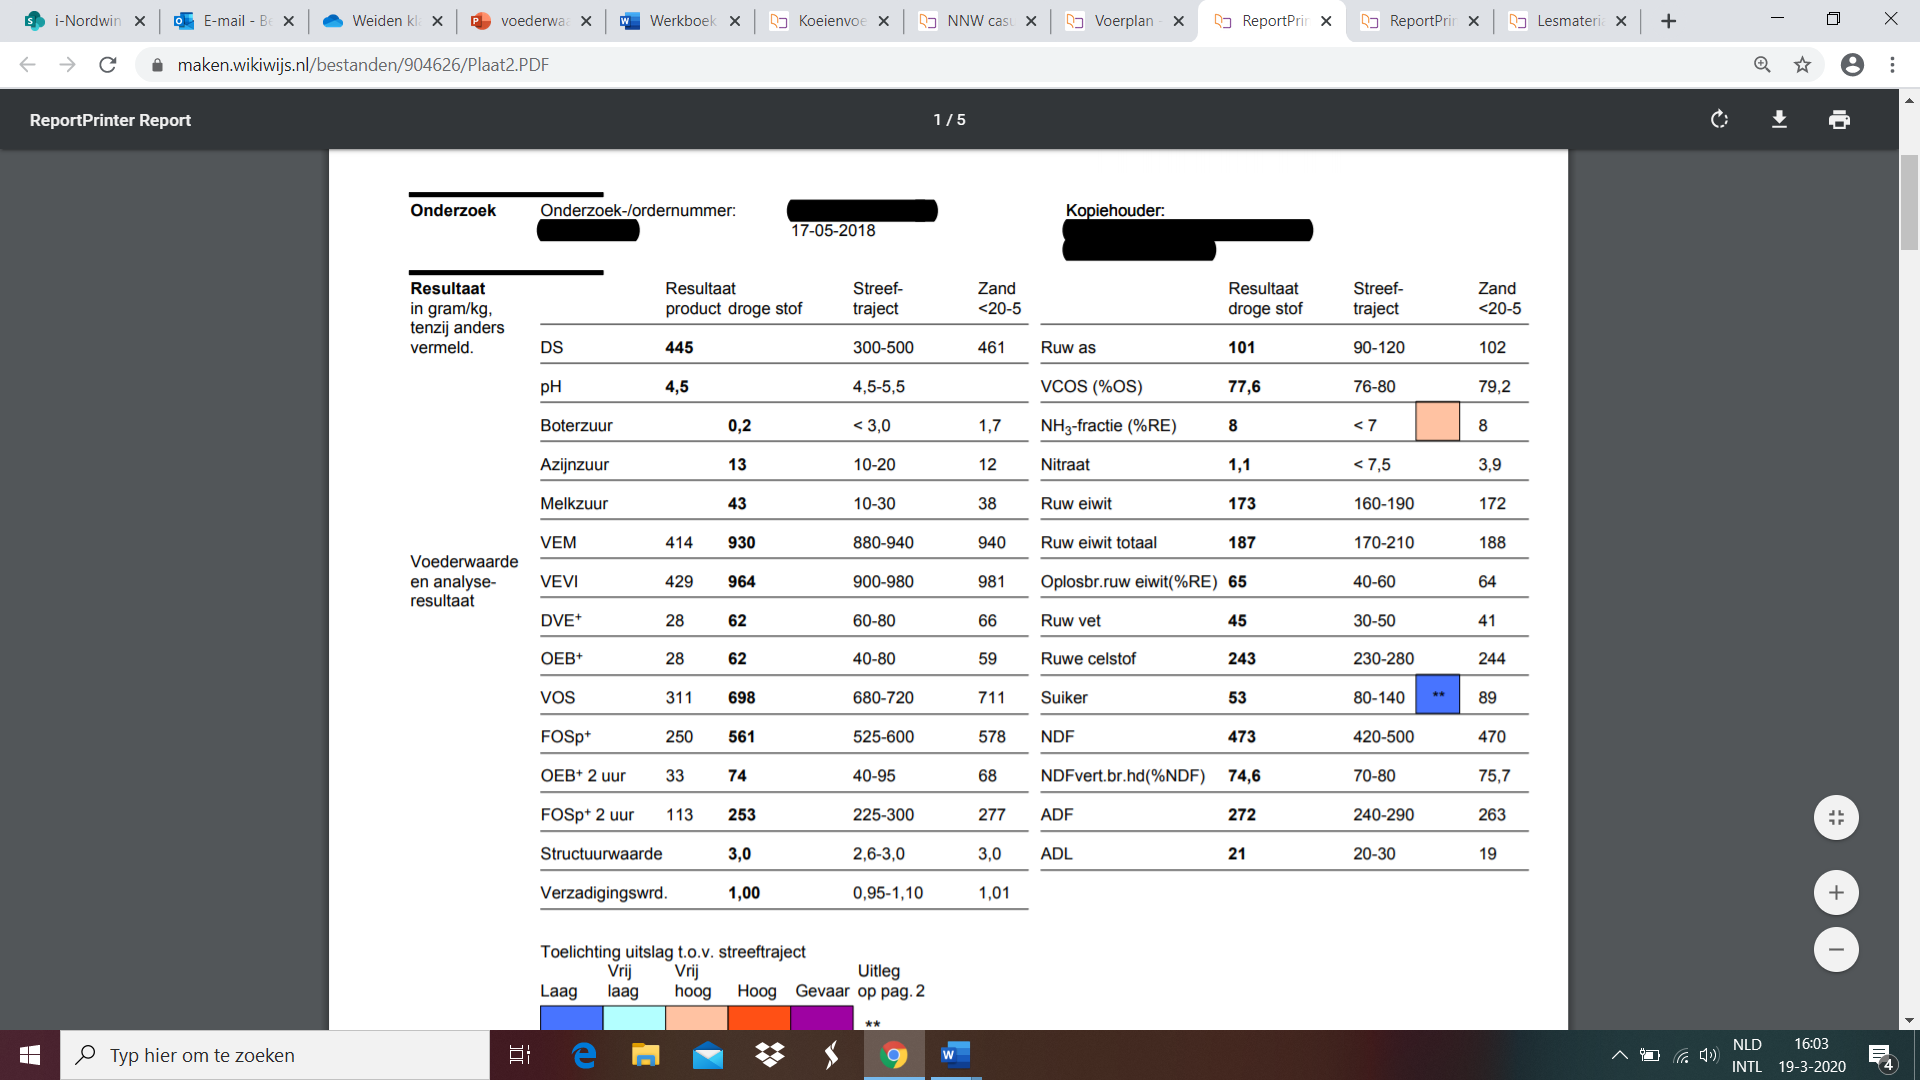 i-Nordwin
E-mail - Be
Weiden kl
voederwaa
Werkboek
Koeienvoe
NNW casu
Voerplan -
ReportPrin
ReportPrin
Lesmateria
maken.wikiwijs.nl/bestanden/904626/Plaat2.PDF
ReportPrinter Report
1 / 5
Onderzoek Onderzoek-/ordernummer: Kopiehouder:
17-05-2018
Resultaat Resultaat Streef- Zand Resultaat Streef- Zand
in gram/kg, product droge stof traject <20-5 droge stof traject <20-5
tenzij anders
vermeld.
DS 445 300-500 461 Ruw as 101 90-120 102
pH 4,5 4,5-5,5 VCOS (%OS) 77,6 76-80 79,2
Boterzuur 0,2 < 3,0 1,7 NH3-fractie (%RE) 8 < 7 8
Azijnzuur 13 10-20 12 Nitraat 1,1 < 7,5 3,9
Melkzuur 43 10-30 38 Ruw eiwit 173 160-190 172
VEM 414 930 880-940 940 Ruw eiwit totaal 187 170-210 188
Voederwaarde
en analyse-
resultaat
VEVI 429 964 900-980 981 Oplosbr.ruw eiwit(%RE) 65 40-60 64
DVE+ 28 62 60-80 66 Ruw vet 45 30-50 41
OEB+ 28 62 40-80 59 Ruwe celstof 243 230-280 244
VOS 311 698 680-720 711 Suiker 53 80-140 ** 89
FOSp+ 250 561 525-600 578 NDF 473 420-500 470
OEB+ 2 uur 33 74 40-95 68 NDFvert.br.hd(%NDF) 74,6 70-80 75,7
FOSp+ 2 uur 113 253 225-300 277 ADF 272 240-290 263
Structuurwaarde 3,0 2,6-3,0 3,0 ADL 21 20-30 19
Verzadigingswrd. 1,00 0,95-1,10 1,01
Toelichting uitslag t.o.v. streeftraject
Vrij Vrij Uitleg
Laag laag hoog Hoog Gevaar op pag. 2
**
Typ hier om te zoeken
NLD 16:03
INTL 19-3-2020
4